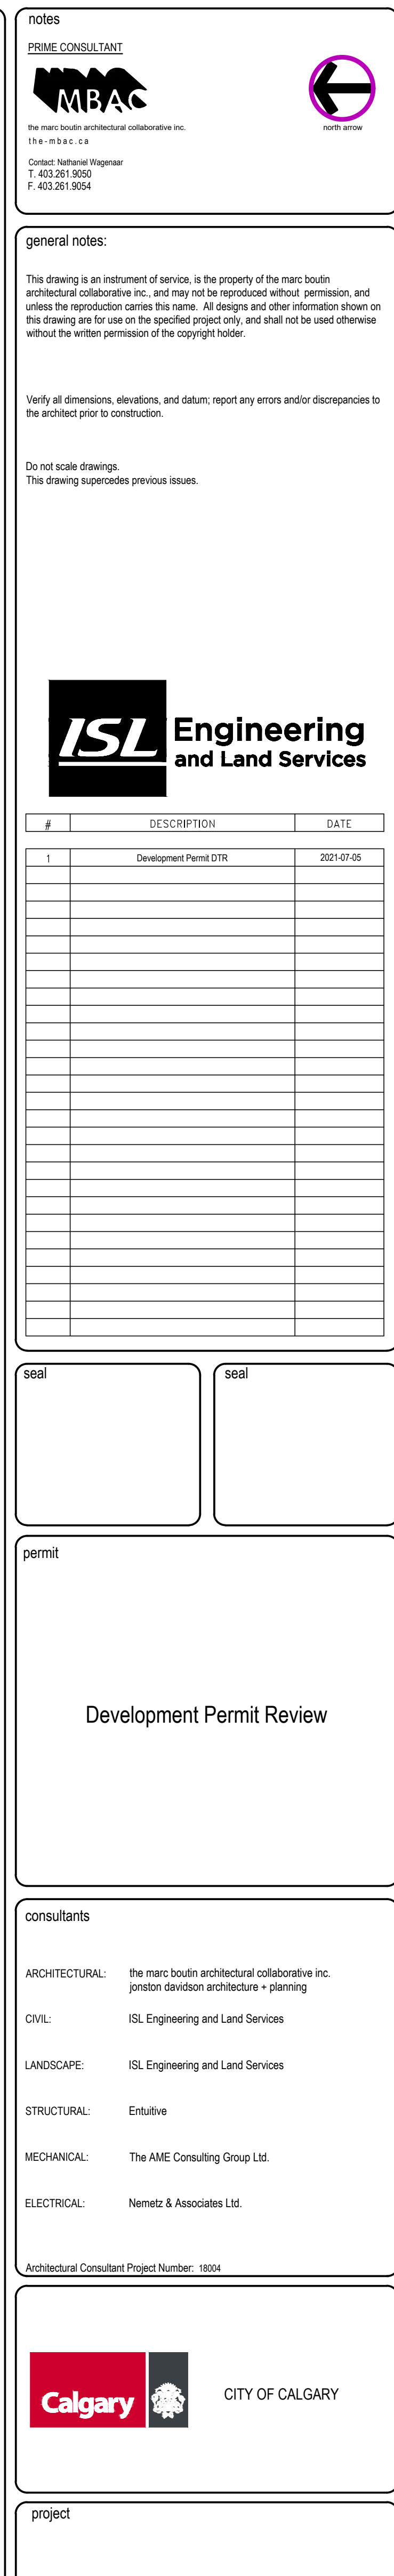 notes
PRIME CONSULTANT
MBAC
the marc boutin architectural collaborative inc.
the-mbac.ca
north arrow
Contact: Nathaniel Wagenaar
T. 403.261.9050
F. 403.261.9054
general notes:
This drawing is an instrument of service, is the property of the marc boutin
architectural collaborative inc., and may not be reproduced without permission, and
unless the reproduction carries this name. All designs and other information shown on
this drawing are for use on the specified project only, and shall not be used otherwise
without the written permission of the copyright holder.
Verify all dimensions, elevations, and datum; report any errors and/or discrepancies to
the architect prior to construction.
Do not scale drawings.
This drawing supercedes previous issues.
ISL Engineering
and Land Services
# DESCRIPTION DATE
1 Development Permit DTR 2021-07-05
seal seal
permit
Development Permit Review
consultants
ARCHITECTURAL: the marc boutin architectural collaborative inc.
jonston davidson architecture + planning
CIVIL: ISL Engineering and Land Services
LANDSCAPE: ISL Engineering and Land Services
STRUCTURAL: Entuitive
MECHANICAL: The AME Consulting Group Ltd.
ELECTRICAL: Nemetz & Associates Ltd.
Architectural Consultant Project Number: 18004
Calgary CITY OF CALGARY
project